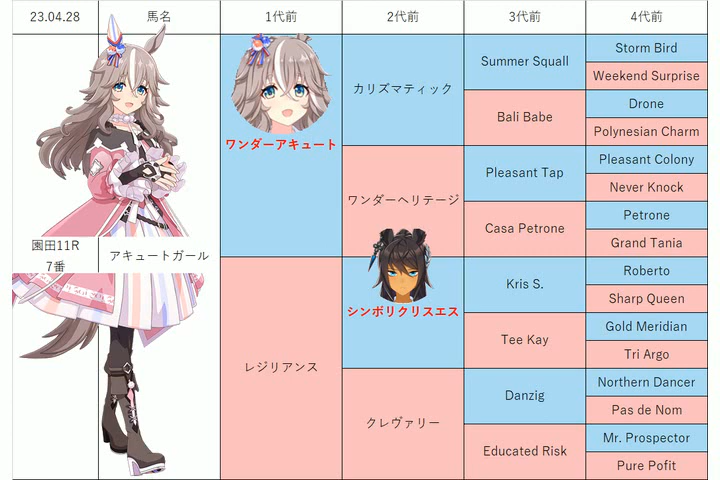 23.04.28 馬名 1代前 2代前 3代前 4代前
園田11R
7番
アキュートガール
ワンダーアキュート
レジリアンス
カリズマティック
ワンダーヘリテージ
シンボリクリスエス
クレヴァリー
Summer Squall
Bali Babe
Pleasant Tap
Casa Petrone
Kris S.
Tee Kay
Danzig
Educated Risk
Storm Bird
Weekend Surprise
Drone
Polynesian Charm
Pleasant Colony
Never Knock
Petrone
Grand Tania
Roberto
Sharp Queen
Gold Meridian
Tri Argo
Northern Dancer
Pas de Nom
Mr. Prospector
Pure Pofit